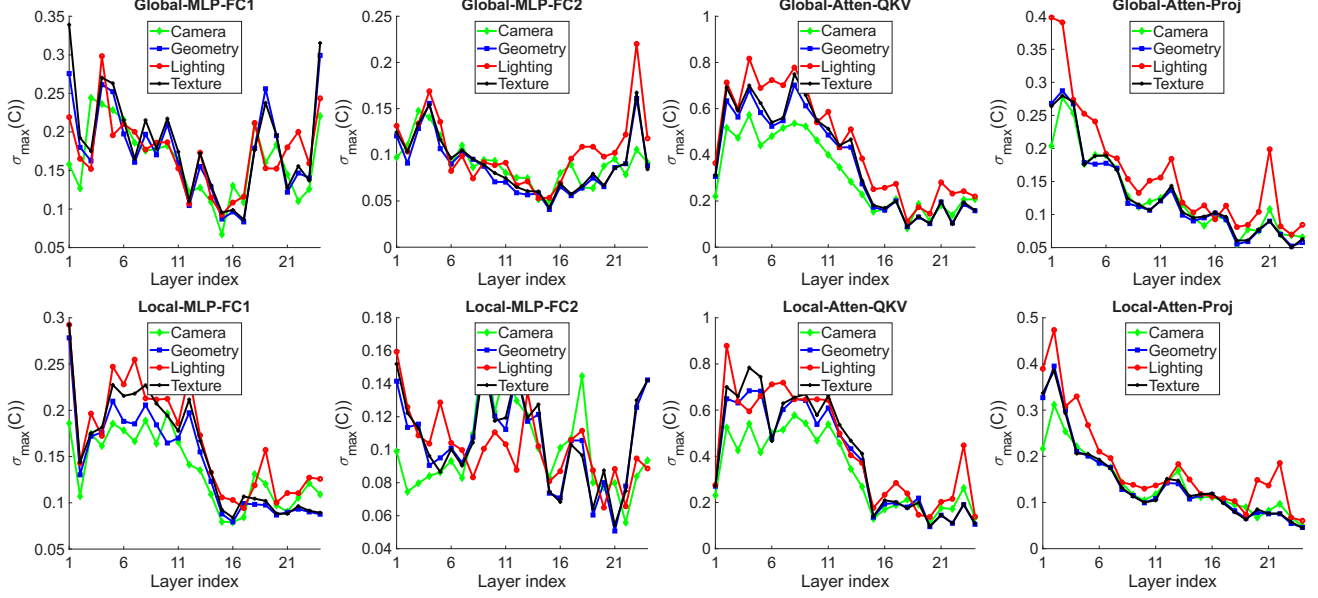 Global-MLP-FC1
0.35
0.3
0.25
0.2
0.15
0.1
0.05
σmax(C))
Camera
Geometry
Lighting
Texture
1
6
11
16
21
Layer index
Global-MLP-FC2
0.25
0.2
0.15
0.1
0.05
0
σmax(C))
Camera
Geometry
Lighting
Texture
1
6
11
16
21
Layer index
Global-Atten-QKV
1
0.8
0.6
0.4
0.2
0
σmax(C))
Camera
Geometry
Lighting
Texture
1
6
11
16
21
Layer index
Global-Atten-Proj
0.4
0.35
0.3
0.25
0.2
0.15
0.1
0.05
σmax(C))
Camera
Geometry
Lighting
Texture
1
6
11
16
21
Layer index
Local-MLP-FC1
0.3
0.25
0.2
0.15
0.1
0.05
σmax(C))
Camera
Geometry
Lighting
Texture
1
6
11
16
21
Layer index
Local-MLP-FC2
0.18
0.16
0.14
0.12
0.1
0.08
0.06
0.04
σmax(C))
Camera
Geometry
Lighting
Texture
1
6
11
16
21
Layer index
Local-Atten-QKV
1
0.8
0.6
0.4
0.2
0
σmax(C))
Camera
Geometry
Lighting
Texture
1
6
11
16
21
Layer index
Local-Atten-Proj
0.5
0.4
0.3
0.2
0.1
0
σmax(C))
Camera
Geometry
Lighting
Texture
1
6
11
16
21
Layer index